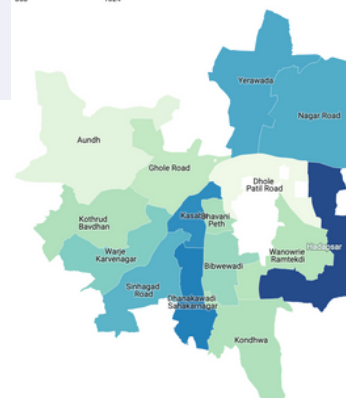 Yerawada
Nagar Road
Aundh
Ghole Road
Dhole
Patil Road
Kothrud
Bavdhan
Bhavani
Peth
Warje
Karvenagar
Wanowrie
Ramtekdi
Hadapsar
Bibwewadi
Sinhagad
Road
Dhanakawadi
Sahakarnagar
Kondhwa